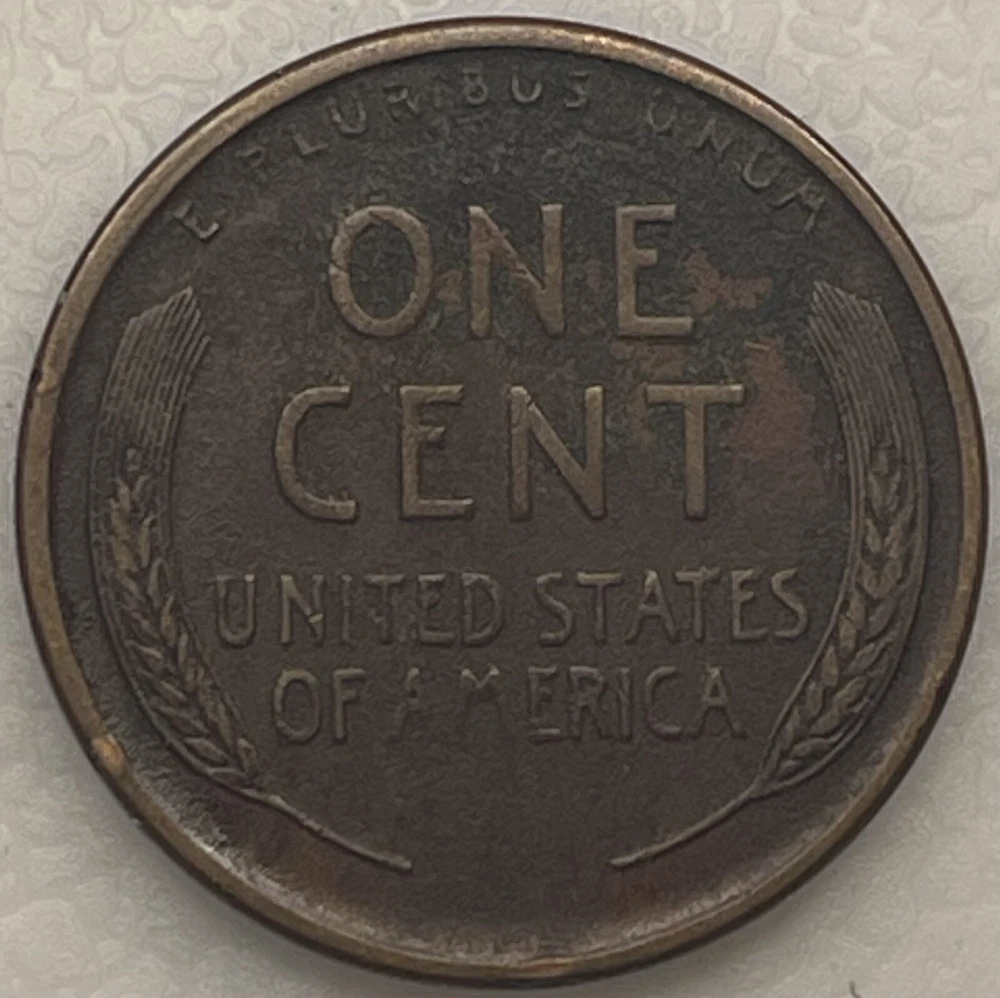 E PLURIBUS UNUM
ONE
CENT
UNITED STATES
OF AMERICA